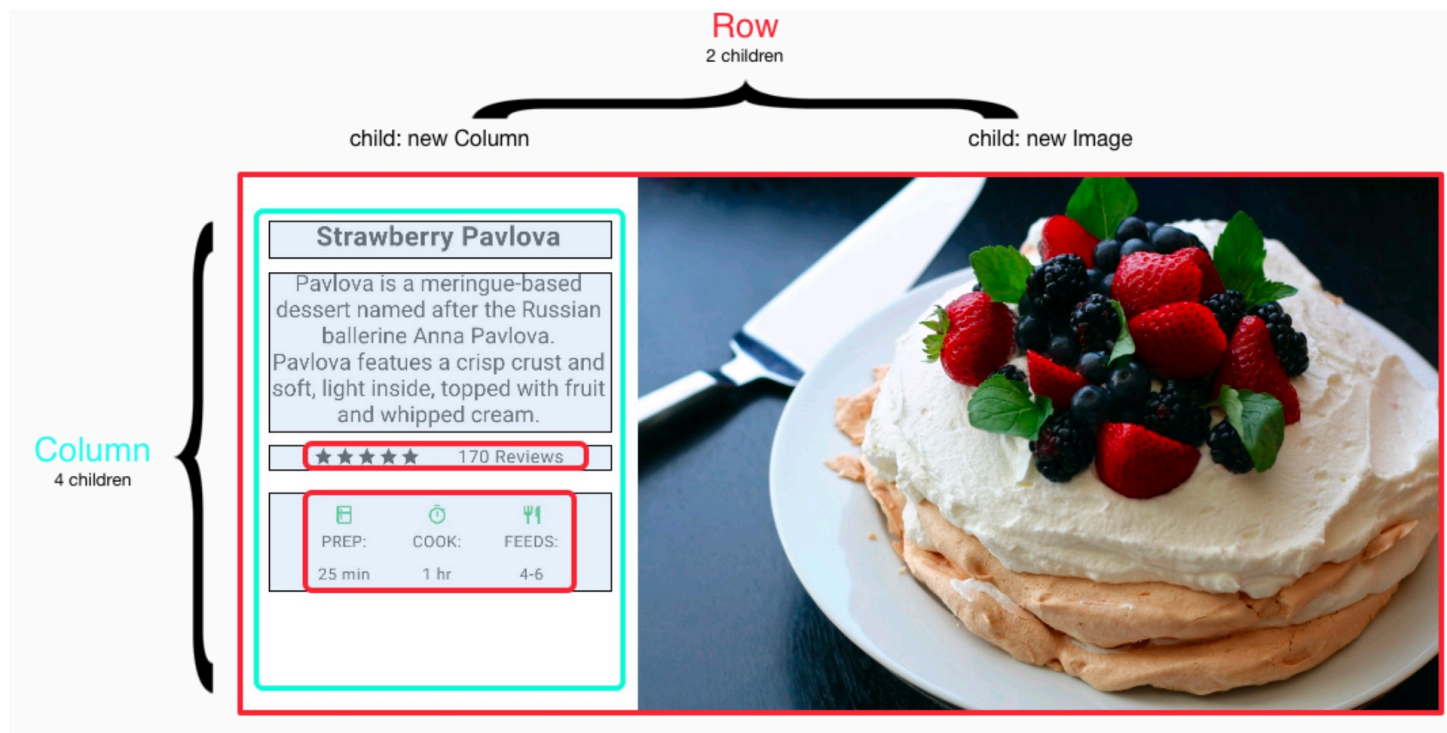 Row
2 children
child: new Column
child: new Image
Column
4 children
Strawberry Pavlova
Pavlova is a meringue-based
dessert named after the Russian
ballerine Anna Pavlova.
Pavlova featues a crisp crust and
soft, light inside, topped with fruit
and whipped cream.
170 Reviews
PREP: COOK: FEEDS:
25 min 1 hr 4-6